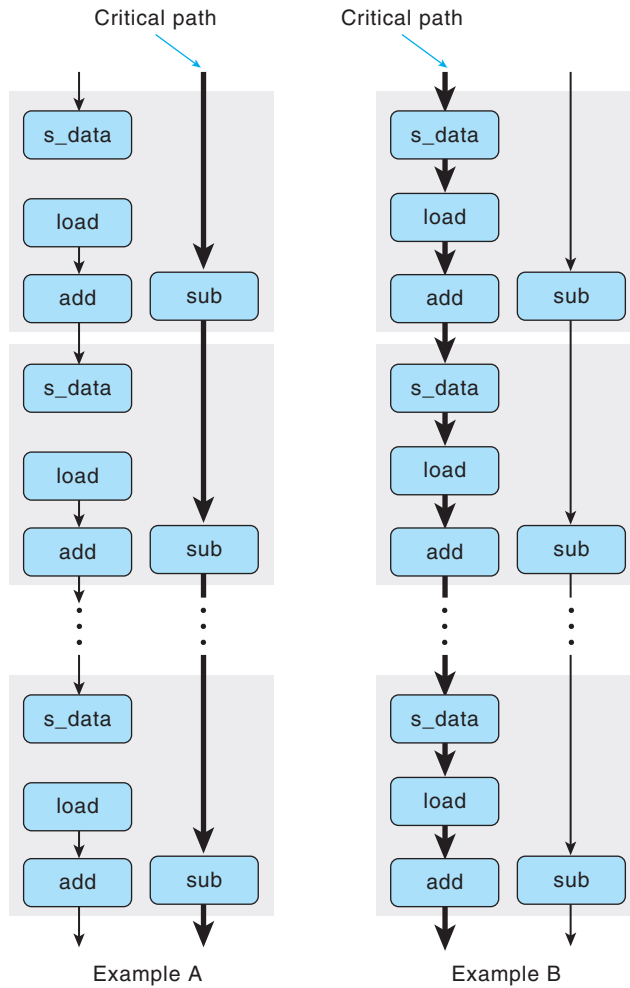 Critical path
Critical path
s_data
load
add
sub
s_data
load
add
sub
s_data
load
add
sub
Example A
s_data
load
add
sub
s_data
load
add
sub
s_data
load
add
sub
Example B